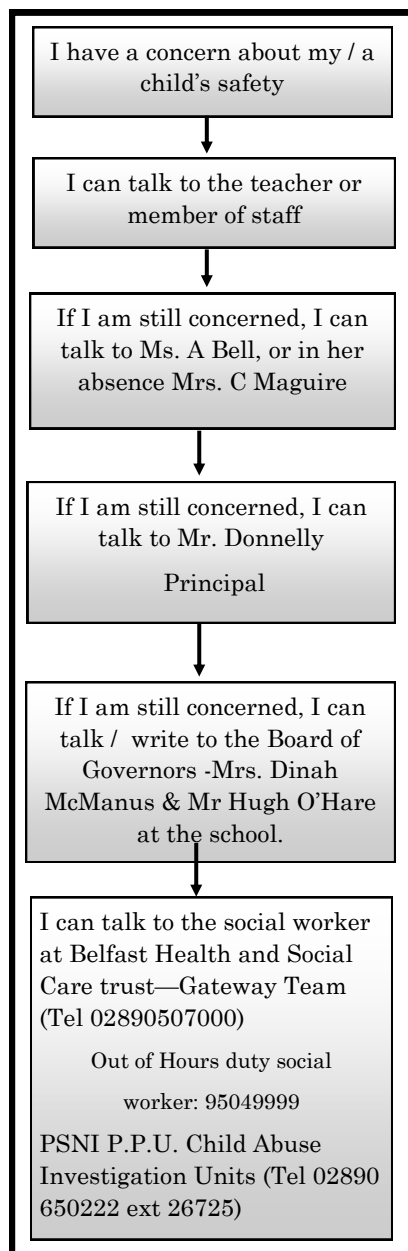 I have a concern about my / a
child’s safety
I can talk to the teacher or
member of staff
If I am still concerned, I can
talk to Ms. A Bell, or in her
absence Mrs. C Maguire
If I am still concerned, I can
talk to Mr. Donnelly
Principal
If I am still concerned, I can
talk / write to the Board of
Governors -Mrs. Dinah
McManus & Mr Hugh O’Hare
at the school.
I can talk to the social worker
at Belfast Health and Social
Care trust—Gateway Team
(Tel 02890507000)
Out of Hours duty social
worker: 95049999
PSNI P.P.U. Child Abuse
Investigation Units (Tel 02890
650222 ext 26725)